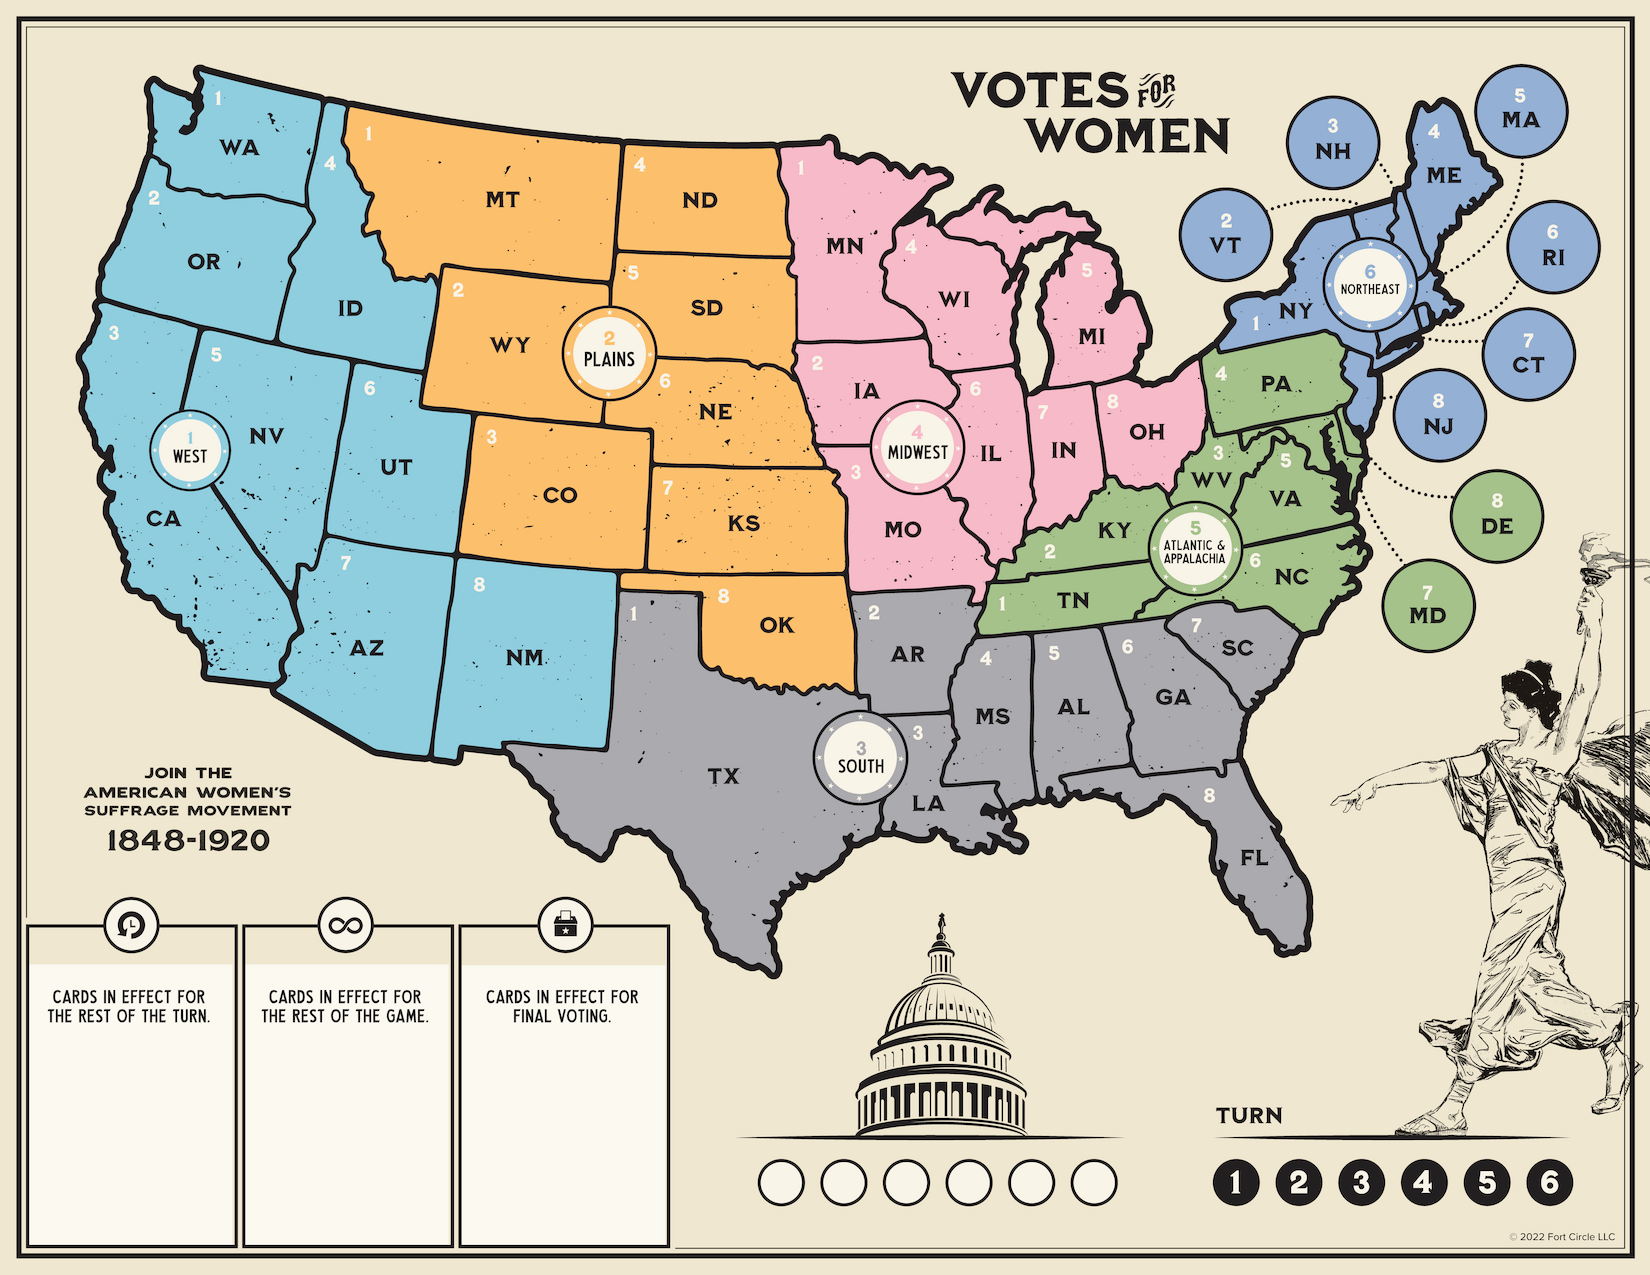 VOTES FOR
WOMEN
1
WA
2
OR
3
CA
4
ID
5
NV
6
UT
7
AZ
8
NM
1
WEST
1
MT
2
WY
3
CO
4
ND
5
SD
6
NE
7
KS
8
OK
2
PLAINS
1
MN
2
IA
3
MO
4
WI
5
MI
6
IL
7
IN
8
OH
4
MIDWEST
1
TX
2
AR
3
LA
4
MS
5
AL
6
GA
7
SC
8
FL
3
SOUTH
1
TN
2
KY
3
WV
4
PA
5
VA
6
NC
7
MD
8
DE
5
ATLANTIC &
APPALACHIA
1
NY
2
VT
3
NH
4
ME
5
MA
6
RI
7
CT
8
NJ
6
NORTHEAST
JOIN THE
AMERICAN WOMEN'S
SUFFRAGE MOVEMENT
1848-1920
CARDS IN EFFECT FOR
THE REST OF THE TURN.
CARDS IN EFFECT FOR
THE REST OF THE GAME.
CARDS IN EFFECT FOR
FINAL VOTING.
TURN
1 2 3 4 5 6
© 2022 Fort Circle LLC